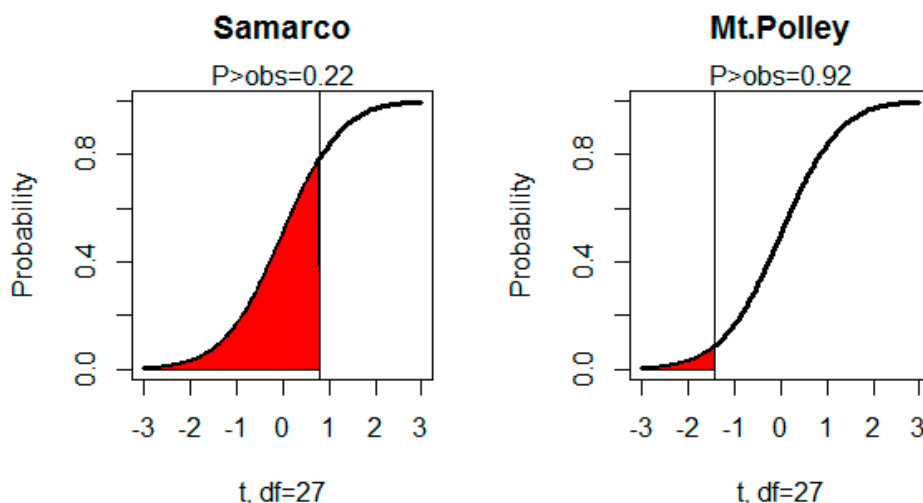 Samarco
P>obs=0.22
Probability
0.0 0.4 0.8
-3 -2 -1 0 1 2 3
t, df=27
Mt.Polley
P>obs=0.92
Probability
0.0 0.4 0.8
-3 -2 -1 0 1 2 3
t, df=27